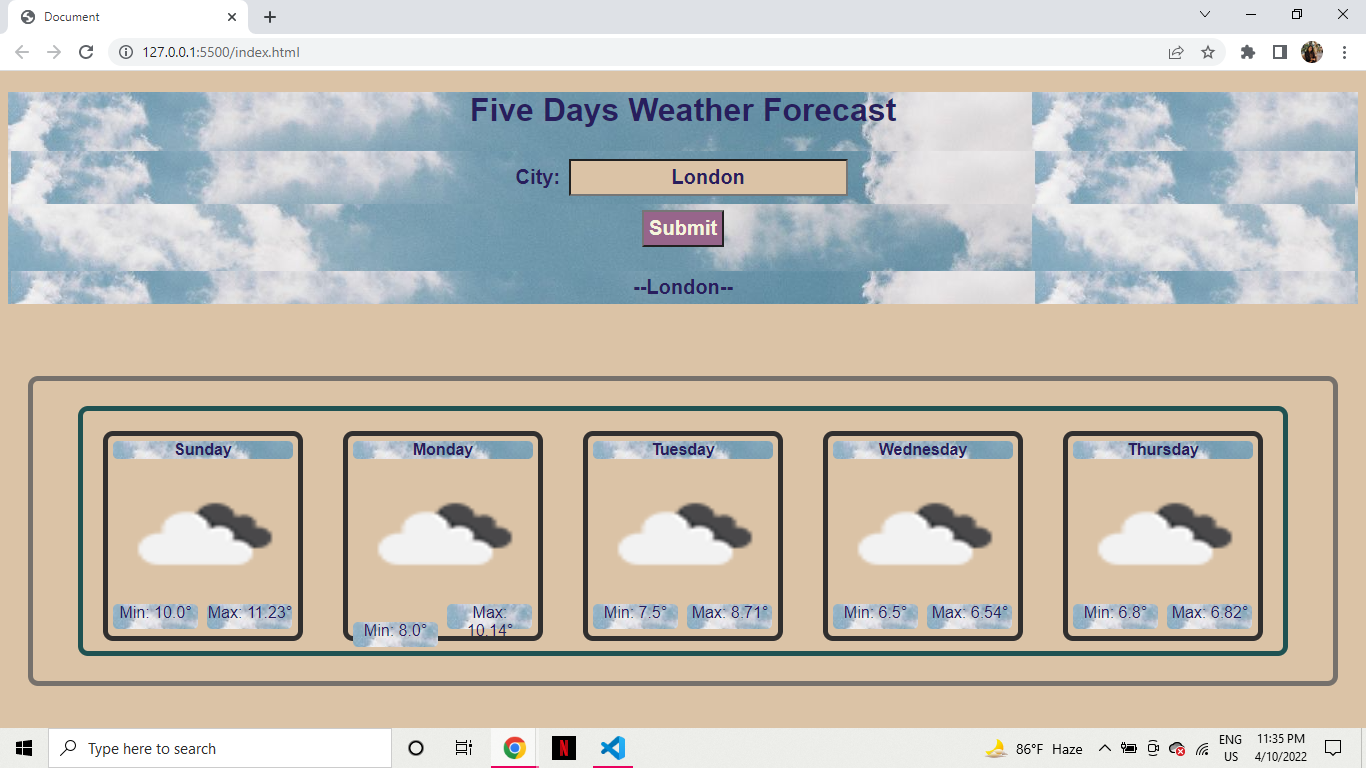 Document
127.0.0.1:5500/index.html
Five Days Weather Forecast
City: London
Submit
--London--
Sunday Monday Tuesday Wednesday Thursday
Min: 10.0° Max: 11.23° Max: Min: 7.5° Max: 8.71° Min: 6.5° Max: 6.54° Min: 6.8° Max: 6.82°
Min: 8.0° 10.14°
Type here to search
N
86°F Haze
ENG
US
11:35 PM
4/10/2022